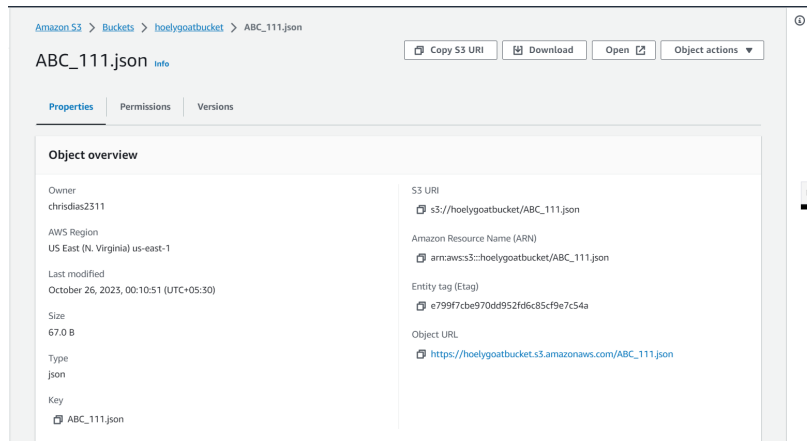 Amazon S3 > Buckets > hoelygoatbucket > ABC_111.json
ABC_111.json Info
Copy S3 URI Download Open Object actions
Properties Permissions Versions
Object overview
Owner
chrisdias2311
AWS Region
US East (N. Virginia) us-east-1
Last modified
October 26, 2023, 00:10:51 (UTC+05:30)
Size
67.0 B
Type
json
Key
ABC_111.json
S3 URI
s3://hoelygoatbucket/ABC_111.json
Amazon Resource Name (ARN)
arn:aws:s3:::hoelygoatbucket/ABC_111.json
Entity tag (Etag)
e799f7cbe970dd952fd6c85cf9e7c54a
Object URL
https://hoelygoatbucket.s3.amazonaws.com/ABC_111.json